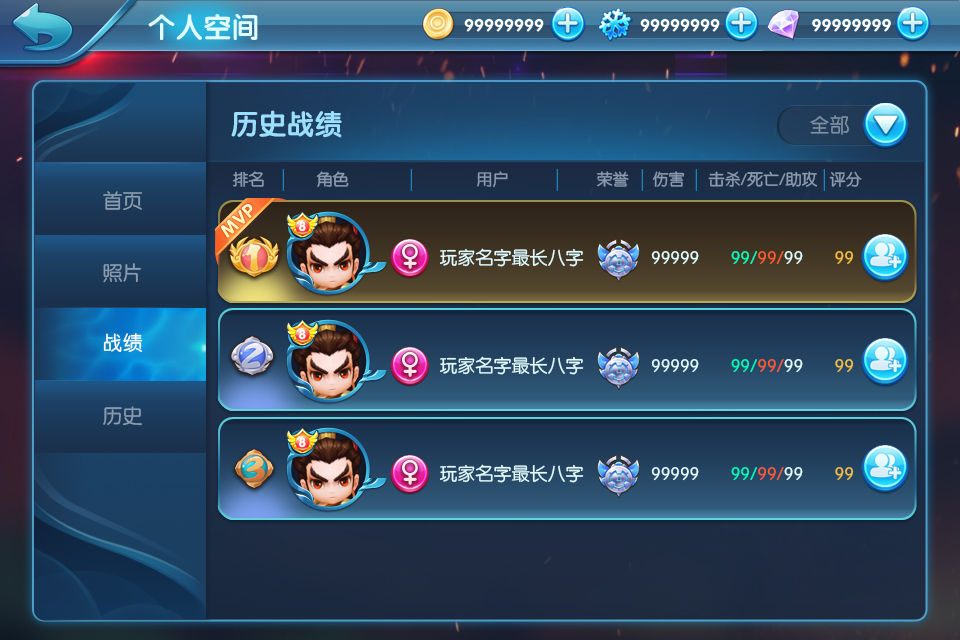 个人空间 99999999 99999999 99999999
历史战绩 全部
首页
照片
战绩
历史
排名 角色 用户 荣誉 伤害 击杀/死亡/助攻 评分
MVP 1 8 玩家名字最长八字 99999 99/99/99 99
2 8 玩家名字最长八字 99999 99/99/99 99
3 8 玩家名字最长八字 99999 99/99/99 99